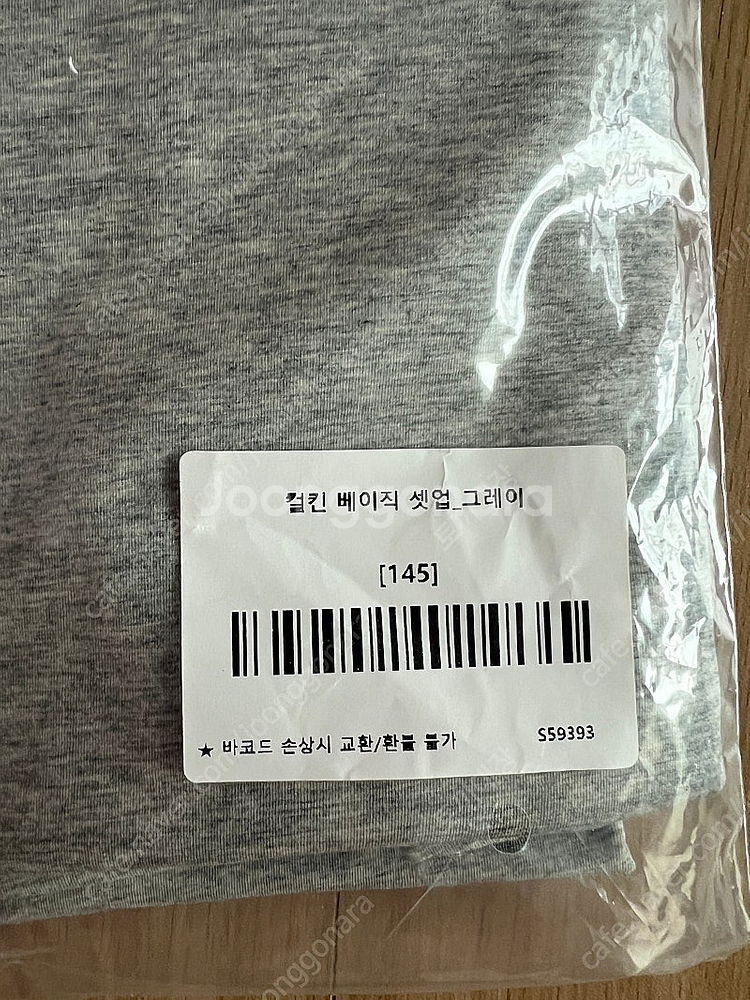 컬킨 베이직 셋업_그레이
Joonggonara
[145]
★ 바코드 손상시 교환/환불 불가
S59393